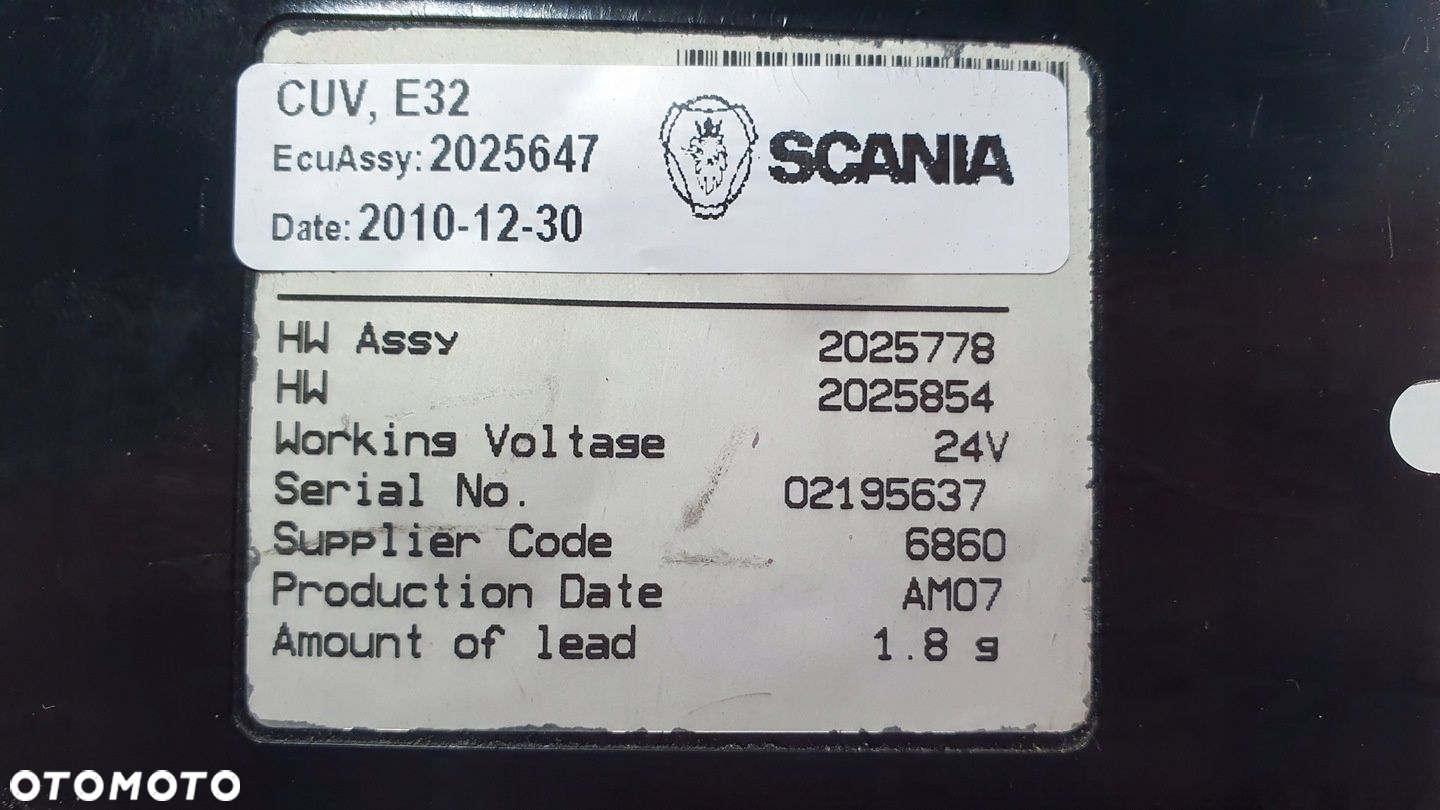 CUV, E32
EcuAssy: 2025647
SCANIA
Date: 2010-12-30
HW Assy 2025778
HW 2025854
Working Voltage 24V
Serial No. 02195637
Supplier Code 6860
Production Date AM07
Amount of lead 1.8 g
OTOMOTO